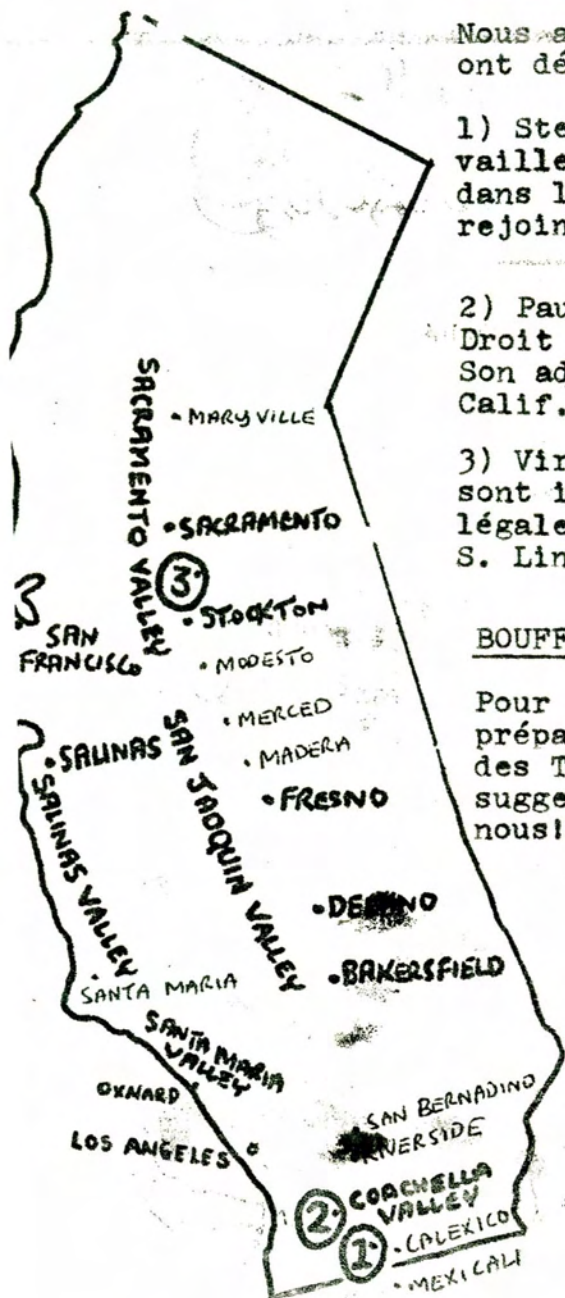 Nous a
ont dé
1) Ste
vaille
dans l
rejoin
2) Pau
Droit
Son ad
Calif.
3) Vir
sont i
légale
S. Lin
BOUFF
Pour
prépa
des T
sugge
nous!
SACRAMENTO VALLEY
MARYVILLE
SACRAMENTO
3
STOCKTON
SAN
FRANCISCO
MODESTO
MERCED
MADERA
SALINAS
SAN JAOQUIN VALLEY
FRESNO
SALINAS VALLEY
DELANO
BAKERSFIELD
SANTA MARIA
SANTA MARIA
VALLEY
OXNARD
SAN BERNADINO
RIVERSIDE
LOS ANGELES
COACHELLA
VALLEY
2
1
CALEXICO
MEXICALI